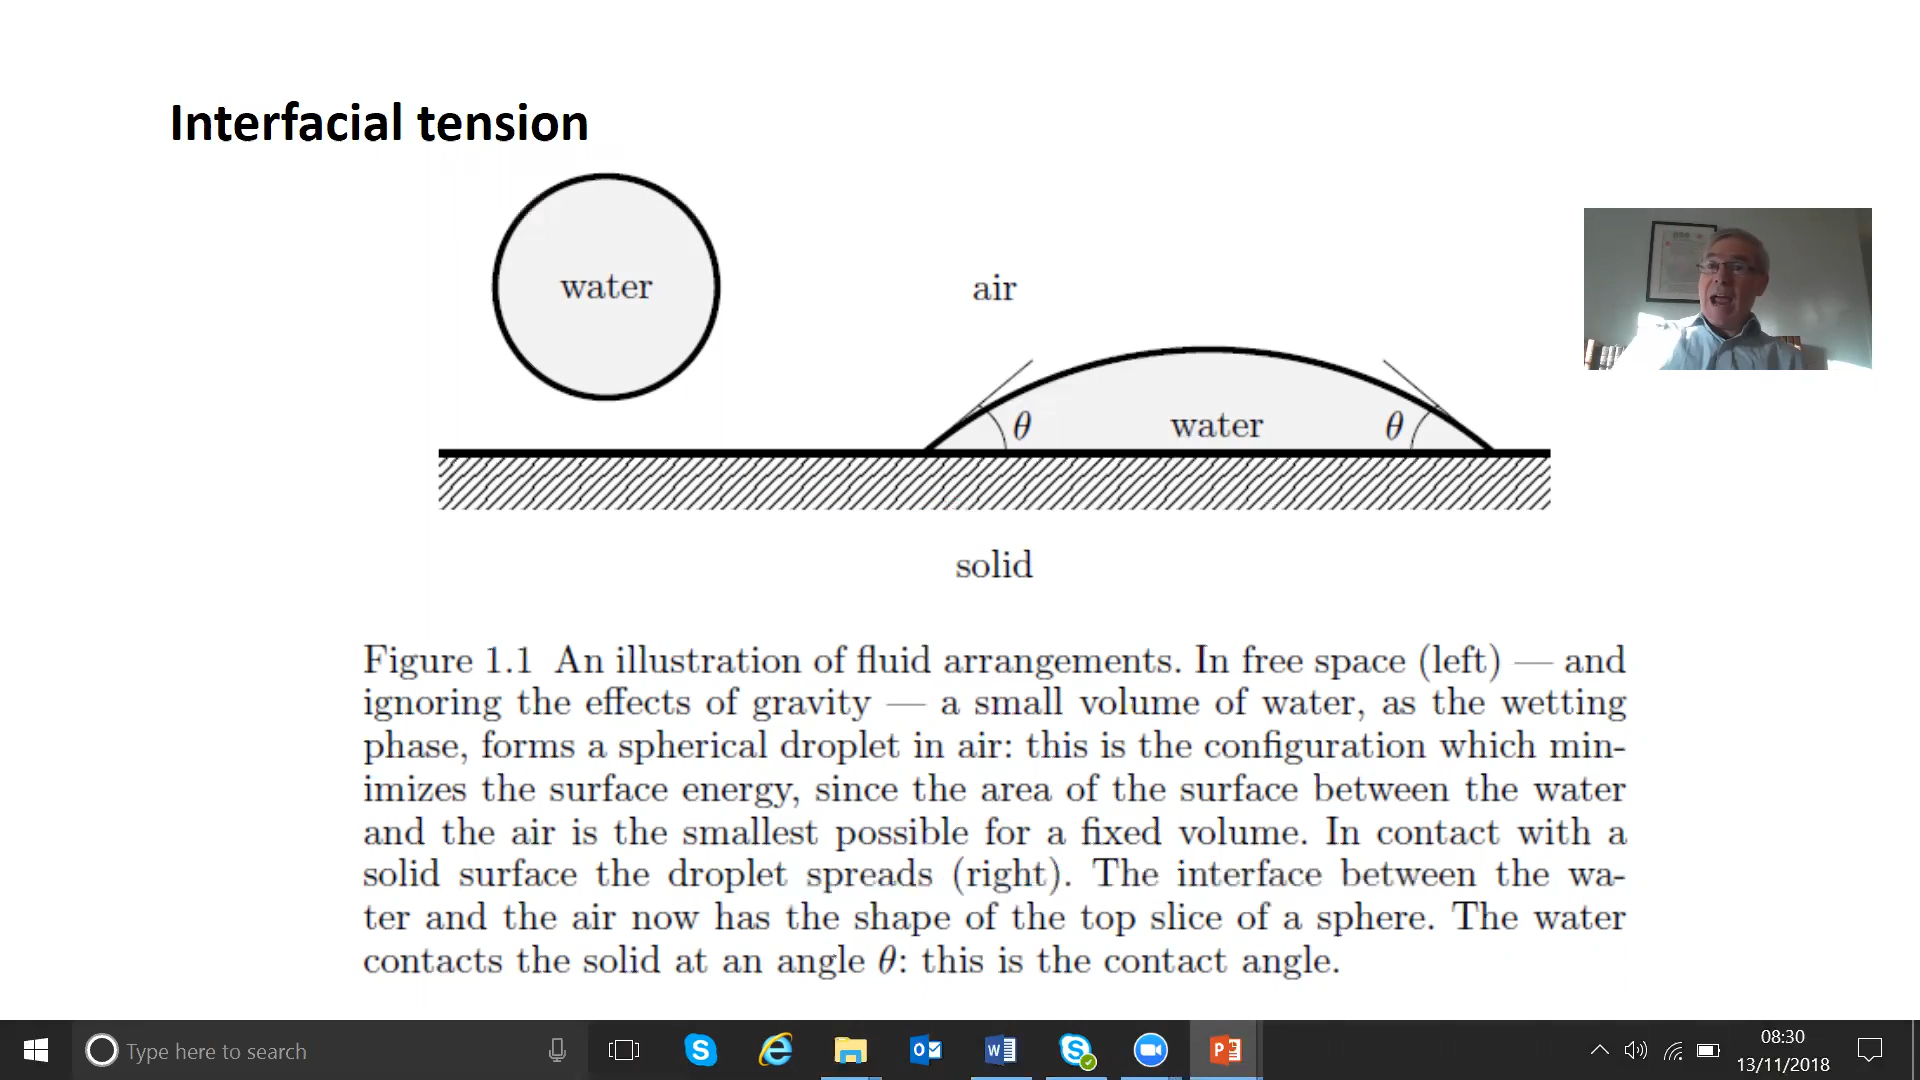 Interfacial tension
water
air
θ
water
θ
solid
Figure 1.1 An illustration of fluid arrangements. In free space (left) — and
ignoring the effects of gravity — a small volume of water, as the wetting
phase, forms a spherical droplet in air: this is the configuration which min-
imizes the surface energy, since the area of the surface between the water
and the air is the smallest possible for a fixed volume. In contact with a
solid surface the droplet spreads (right). The interface between the wa-
ter and the air now has the shape of the top slice of a sphere. The water
contacts the solid at an angle θ: this is the contact angle.
Type here to search
08:30
13/11/2018